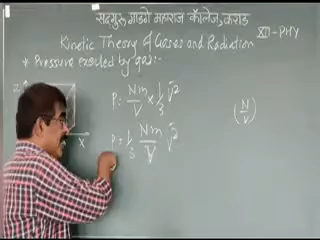 सद्गुरू गाडगे महाराज कॉलेज, कराड
Kinetic Theory of Gases and Radiation
XII - PHY
* Pressure exerted by gas:-
P = Nm/V × 1/3 v̄²
(N/V)
P = 1/3 Nm/V v̄²
Z
X